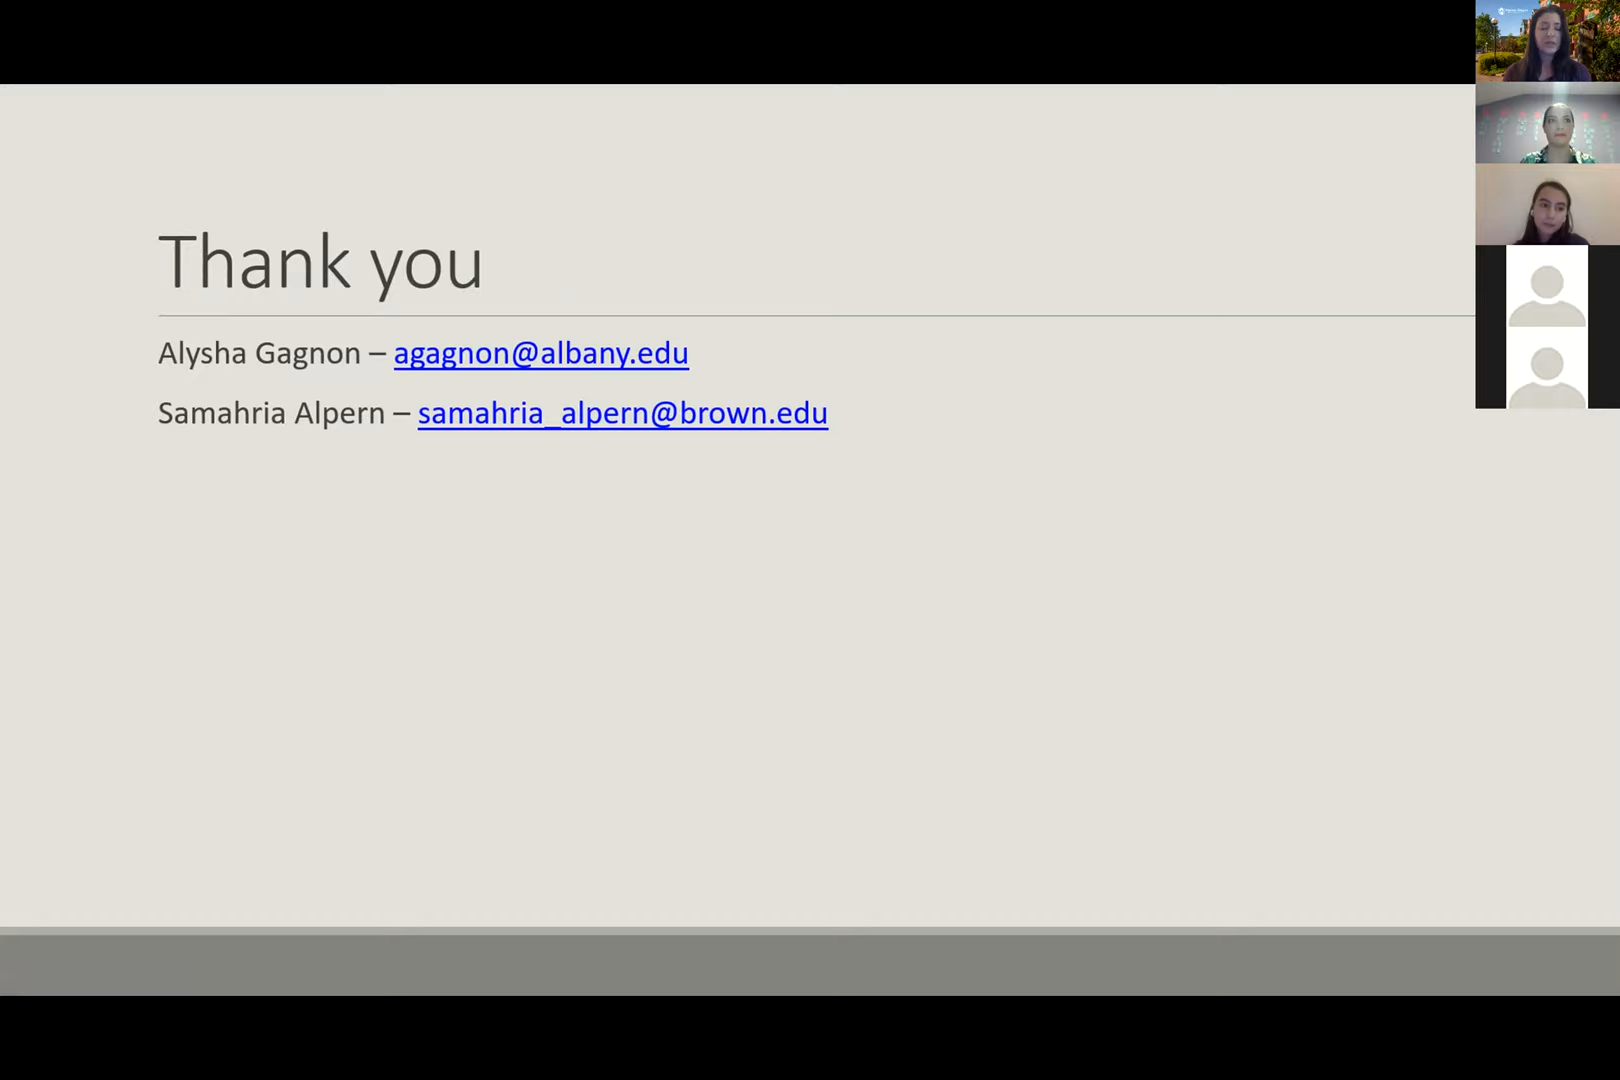 Thank you
Alysha Gagnon – agagnon@albany.edu
Samahria Alpern – samahria_alpern@brown.edu